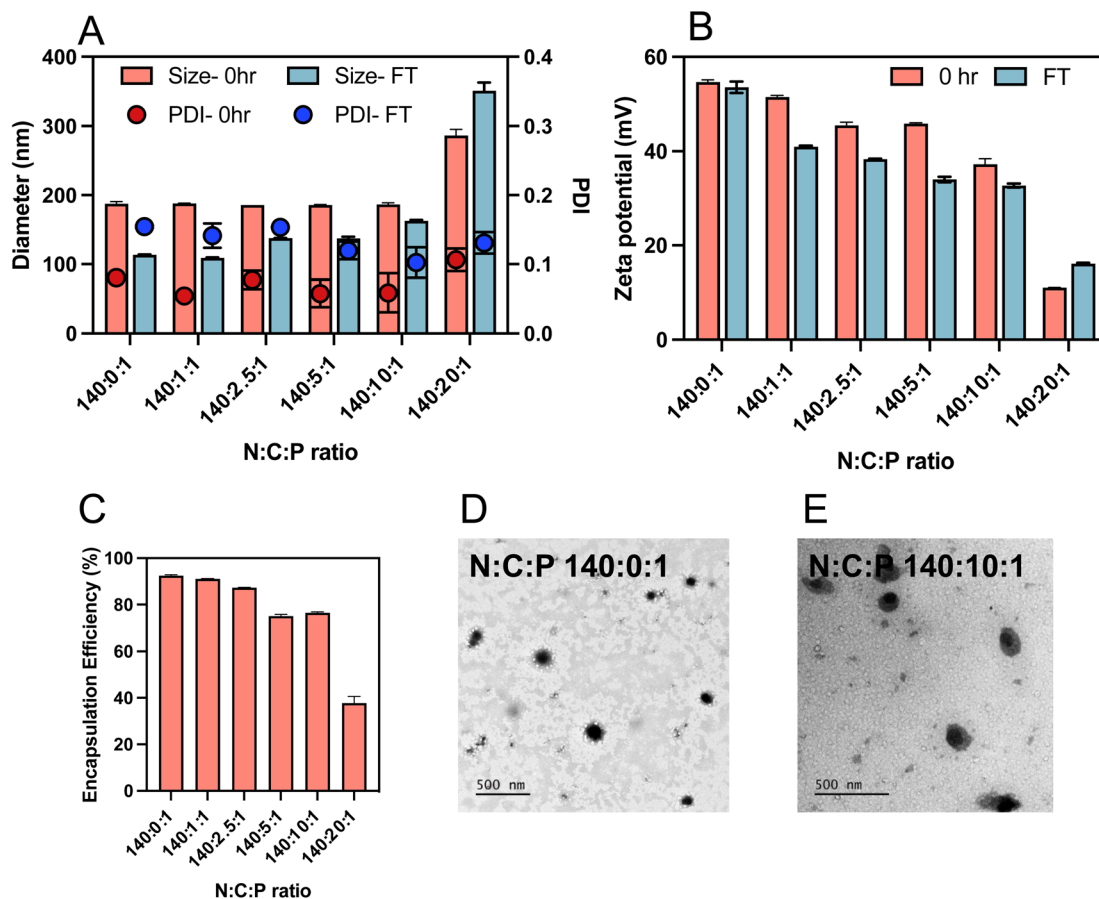 A
400
300
200
100
0
Diameter (nm)
Size- 0hr
Size- FT
PDI- 0hr
PDI- FT
0.4
0.3
0.2
0.1
0.0
PDI
140:0:1
140:1:1
140:2.5:1
140:5:1
140:10:1
140:20:1
N:C:P ratio
B
60
40
20
0
Zeta potential (mV)
0 hr
FT
140:0:1
140:1:1
140:2.5:1
140:5:1
140:10:1
140:20:1
N:C:P ratio
C
100
80
60
40
20
0
Encapsulation Efficiency (%)
140:0:1
140:1:1
140:2.5:1
140:5:1
140:10:1
140:20:1
N:C:P ratio
D
N:C:P 140:0:1
500 nm
E
N:C:P 140:10:1
500 nm